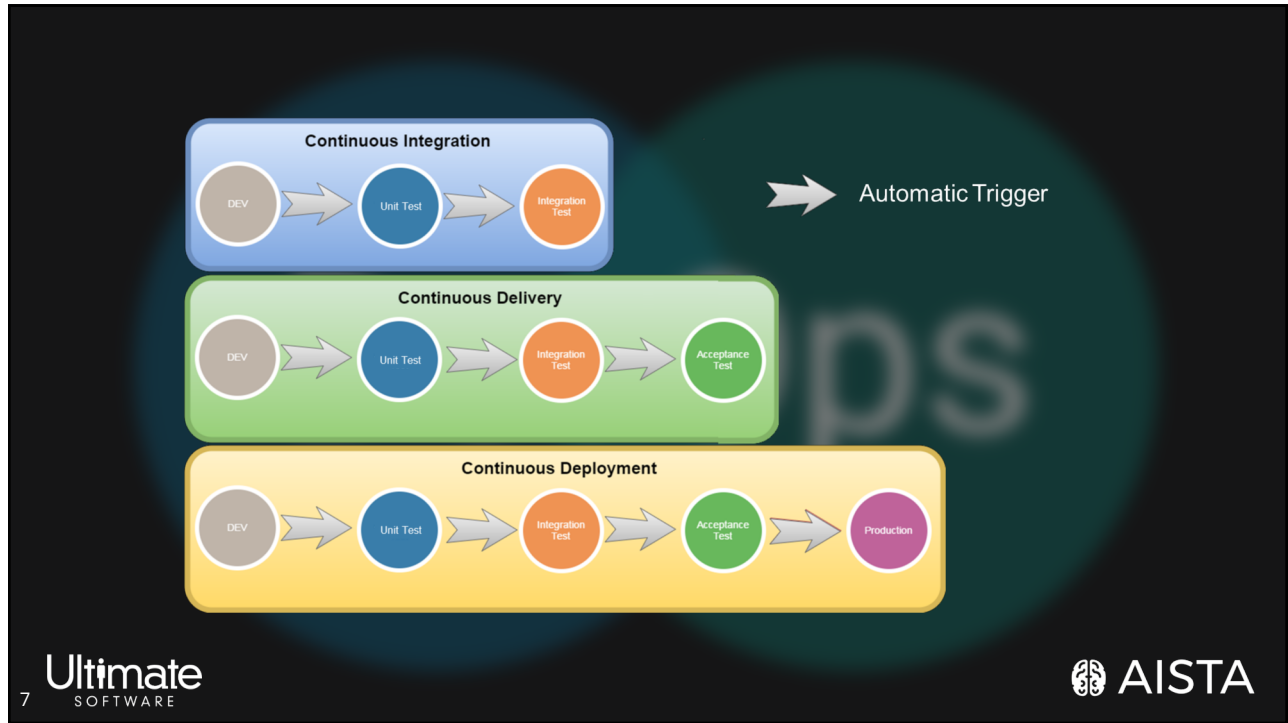 Continuous Integration
DEV
Unit Test
Integration
Test
Automatic Trigger
Continuous Delivery
DEV
Unit Test
Integration
Test
Acceptance
Test
Continuous Deployment
DEV
Unit Test
Integration
Test
Acceptance
Test
Production
ps
7
Ultimate
SOFTWARE
AISTA